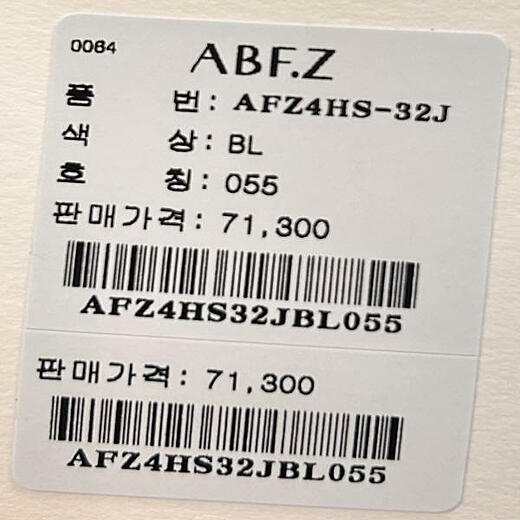 0084
ABF.Z
품 번: AFZ4HS-32J
색 상: BL
호 칭: 055
판매가격: 71,300
AFZ4HS32JBL055
판매가격: 71,300
AFZ4HS32JBL055